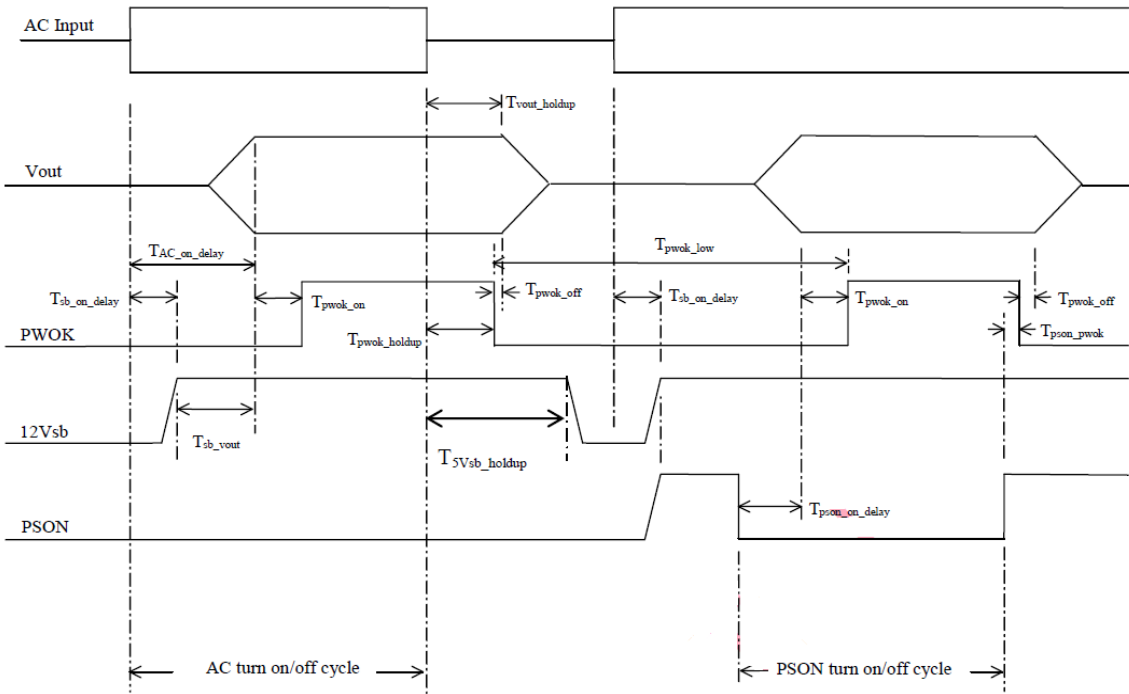 AC Input
Tvout_holdup
Vout
TAC_on_delay
Tpwok_low
Tsb_on_delay
Tpwok_on
Tpwok_off
Tsb_on_delay
Tpwok_on
Tpwok_off
PWOK
Tpwok_holdup
Tpson_pwok
12Vsb
Tsb_vout
T5Vsb_holdup
PSON
Tpson_on_delay
AC turn on/off cycle
PSON turn on/off cycle